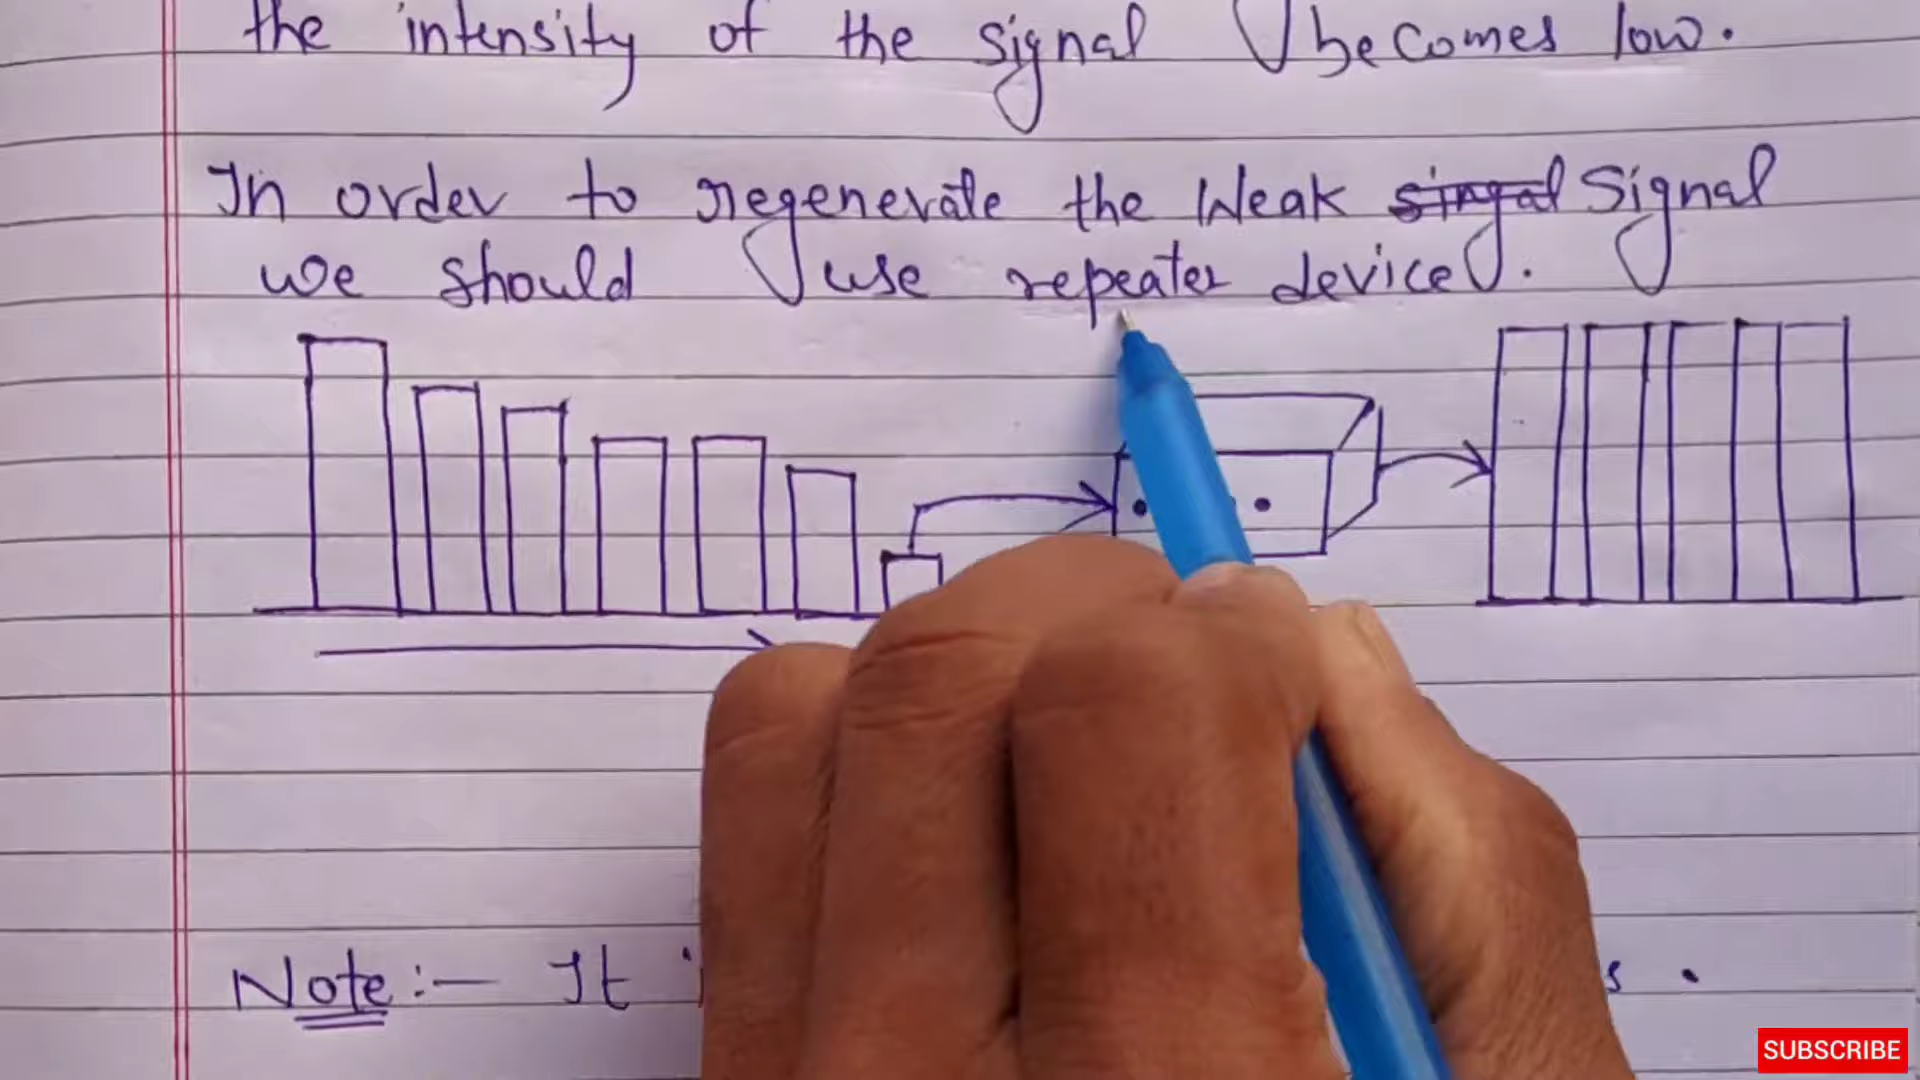 the intensity of the signal becomes low.
In order to regenerate the weak singal Signal
we should use repeater device.
Note:- It
SUBSCRIBE